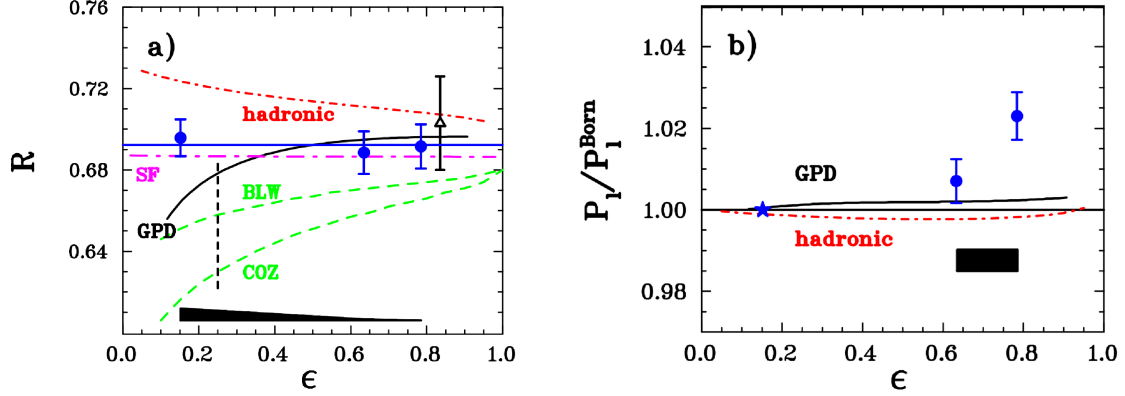 a)
0.76
0.72
0.68
0.64
R
hadronic
SF
BLW
GPD
COZ
0.0 0.2 0.4 0.6 0.8 1.0
ϵ
b)
1.04
1.02
1.00
0.98
P_l/P_l^Born
GPD
hadronic
0.0 0.2 0.4 0.6 0.8 1.0
ϵ